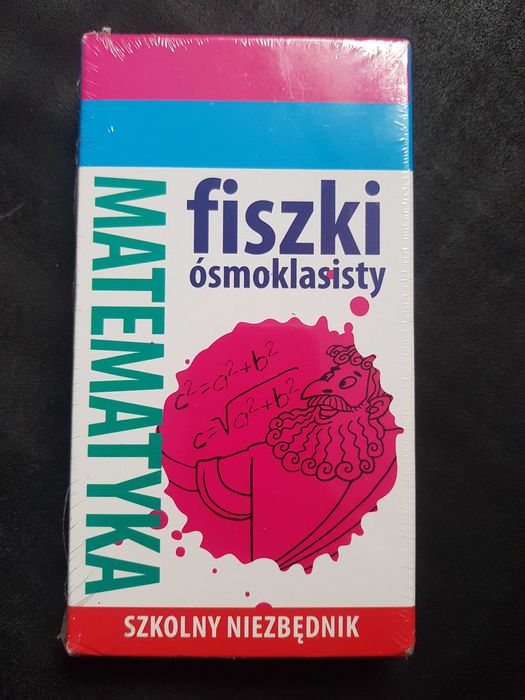 MATEMATYKA
fiszki
ósmoklasisty
c²=a²+b²
c=√a²+b²
SZKOLNY NIEZBĘDNIK